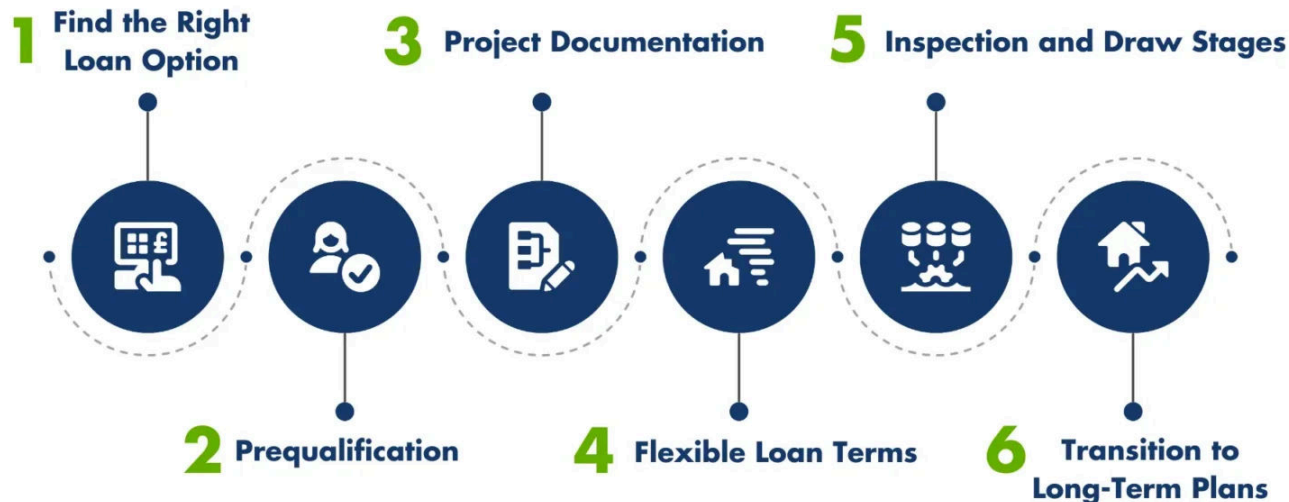 1 Find the Right
Loan Option
2 Prequalification
3 Project Documentation
£
4 Flexible Loan Terms
5 Inspection and Draw Stages
6 Transition to
Long-Term Plans